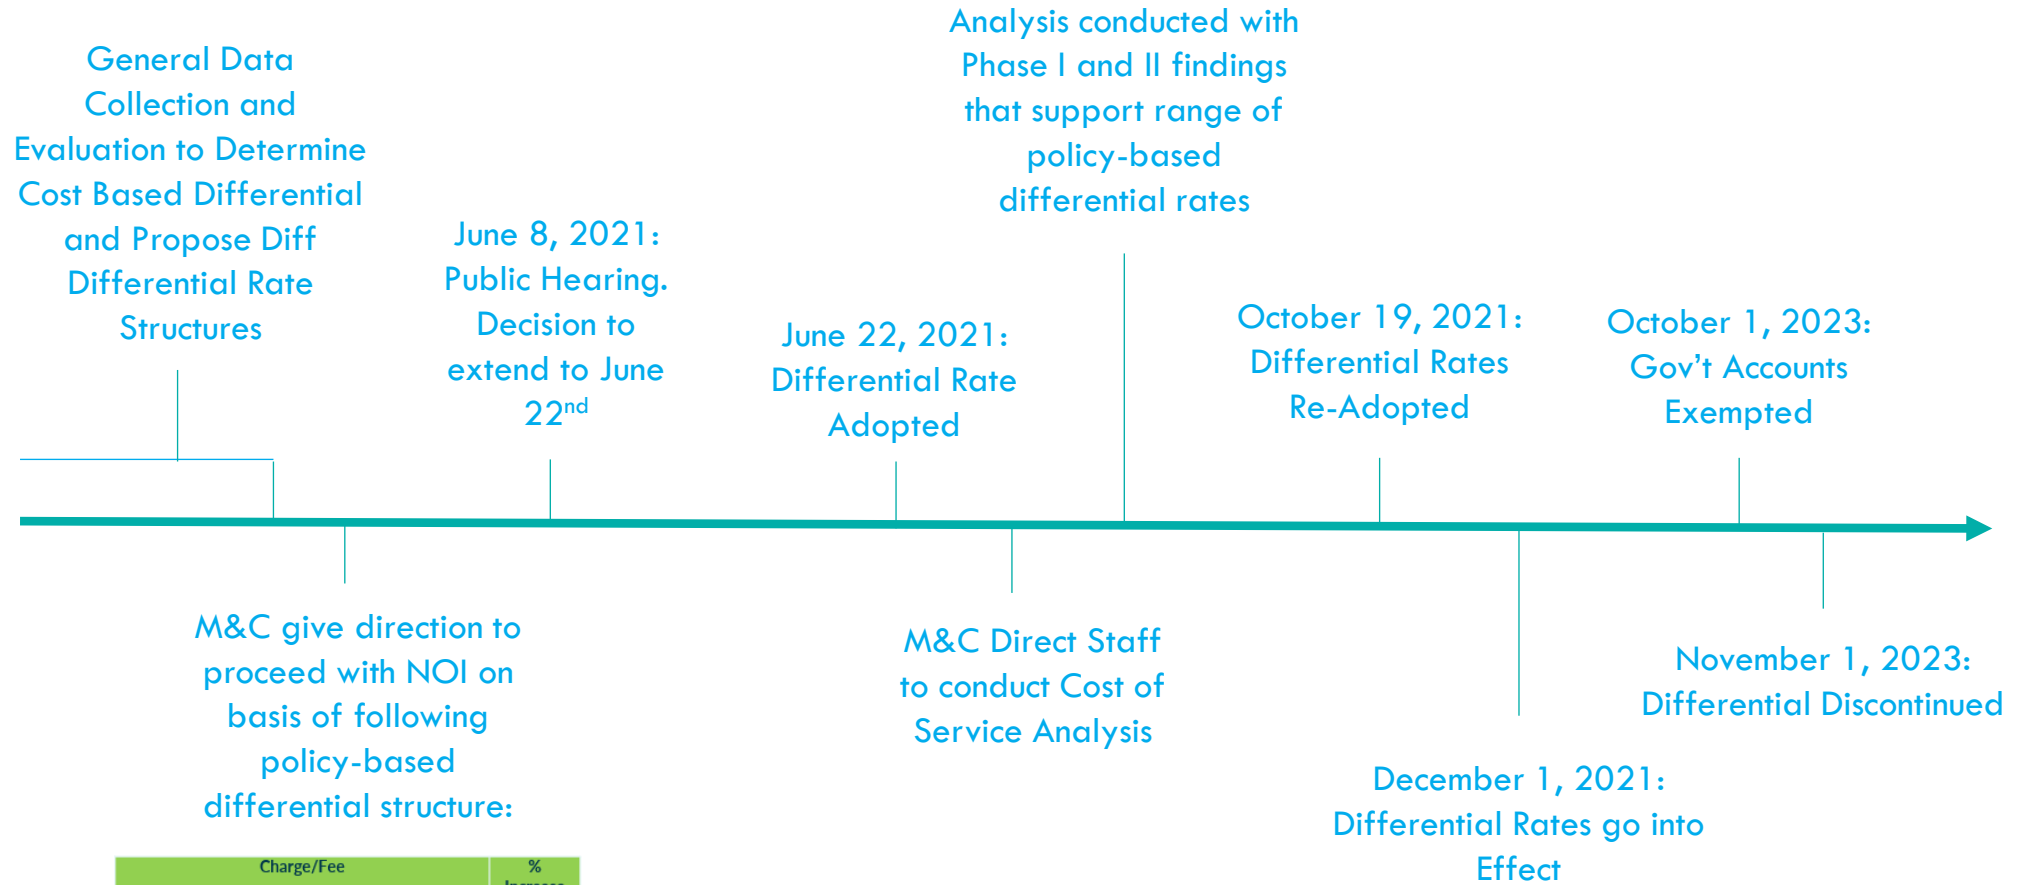 General Data
Collection and
Evaluation to Determine
Cost Based Differential
and Propose Diff
Differential Rate
Structures
M&C give direction to
proceed with NOI on
basis of following
policy-based
differential structure:
Charge/Fee
%
Increase
June 8, 2021:
Public Hearing.
Decision to
extend to June
22nd
June 22, 2021:
Differential Rate
Adopted
M&C Direct Staff
to conduct Cost of
Service Analysis
Analysis conducted with
Phase I and II findings
that support range of
policy-based
differential rates
October 19, 2021:
Differential Rates
Re-Adopted
December 1, 2021:
Differential Rates go into
Effect
October 1, 2023:
Gov’t Accounts
Exempted
November 1, 2023:
Differential Discontinued